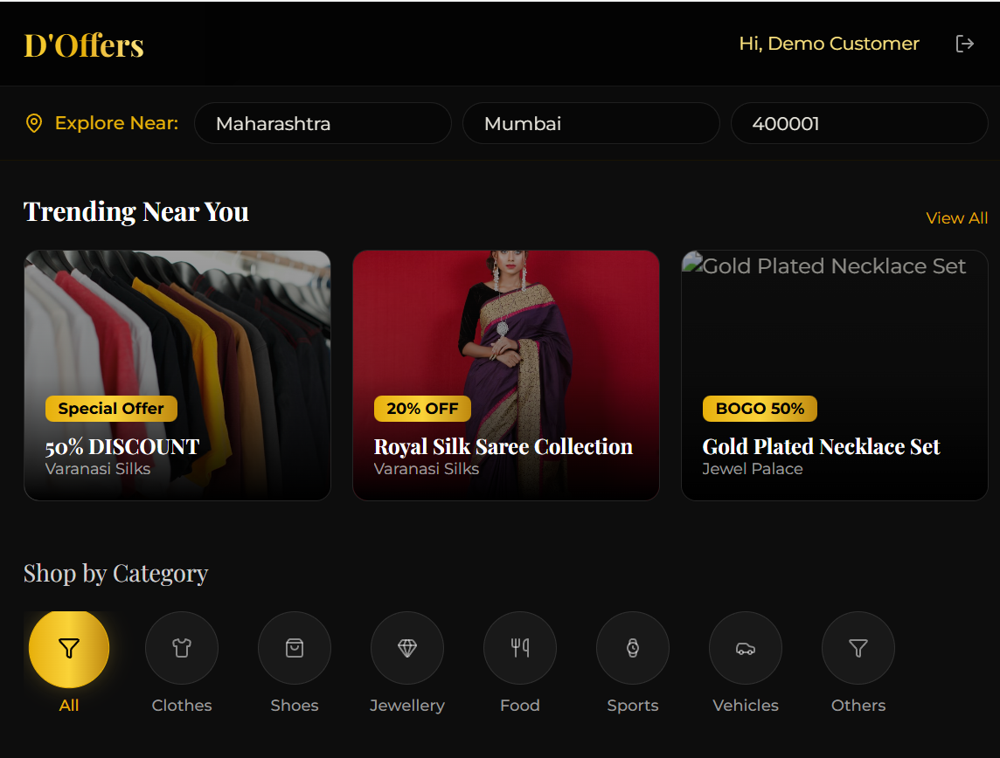 D'Offers
Hi, Demo Customer
Explore Near:
Maharashtra
Mumbai
400001
Trending Near You
View All
Special Offer
50% DISCOUNT
Varanasi Silks
20% OFF
Royal Silk Saree Collection
Varanasi Silks
Gold Plated Necklace Set
BOGO 50%
Gold Plated Necklace Set
Jewel Palace
Shop by Category
All
Clothes
Shoes
Jewellery
Food
Sports
Vehicles
Others